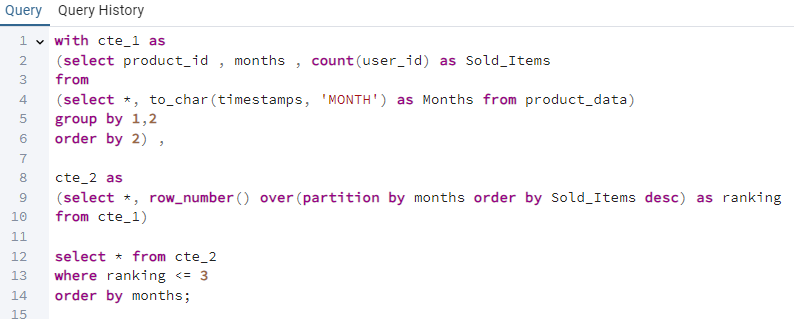 Query Query History
1 with cte_1 as
2 (select product_id , months , count(user_id) as Sold_Items
3 from
4 (select *, to_char(timestamps, 'MONTH') as Months from product_data)
5 group by 1,2
6 order by 2) ,
7
8 cte_2 as
9 (select *, row_number() over(partition by months order by Sold_Items desc) as ranking
10 from cte_1)
11
12 select * from cte_2
13 where ranking <= 3
14 order by months;
15